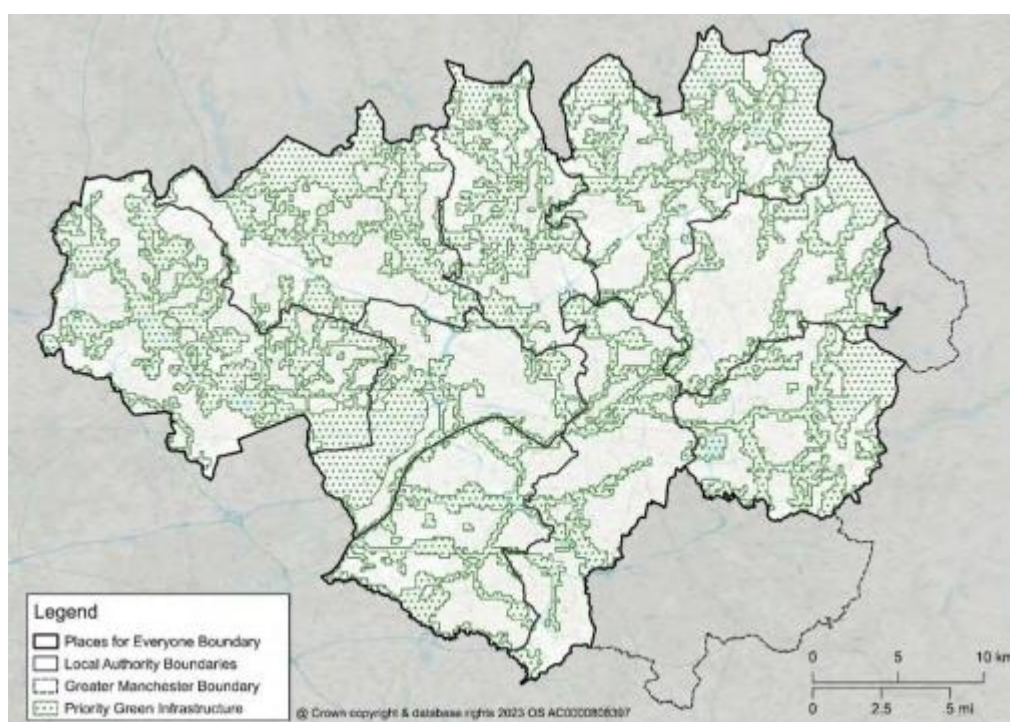 Legend
Places for Everyone Boundary
Local Authority Boundaries
Greater Manchester Boundary
Priority Green Infrastructure
@ Crown copyright & database rights 2023 OS AC0000808397
0 5 10 km
0 2.5 5 mi